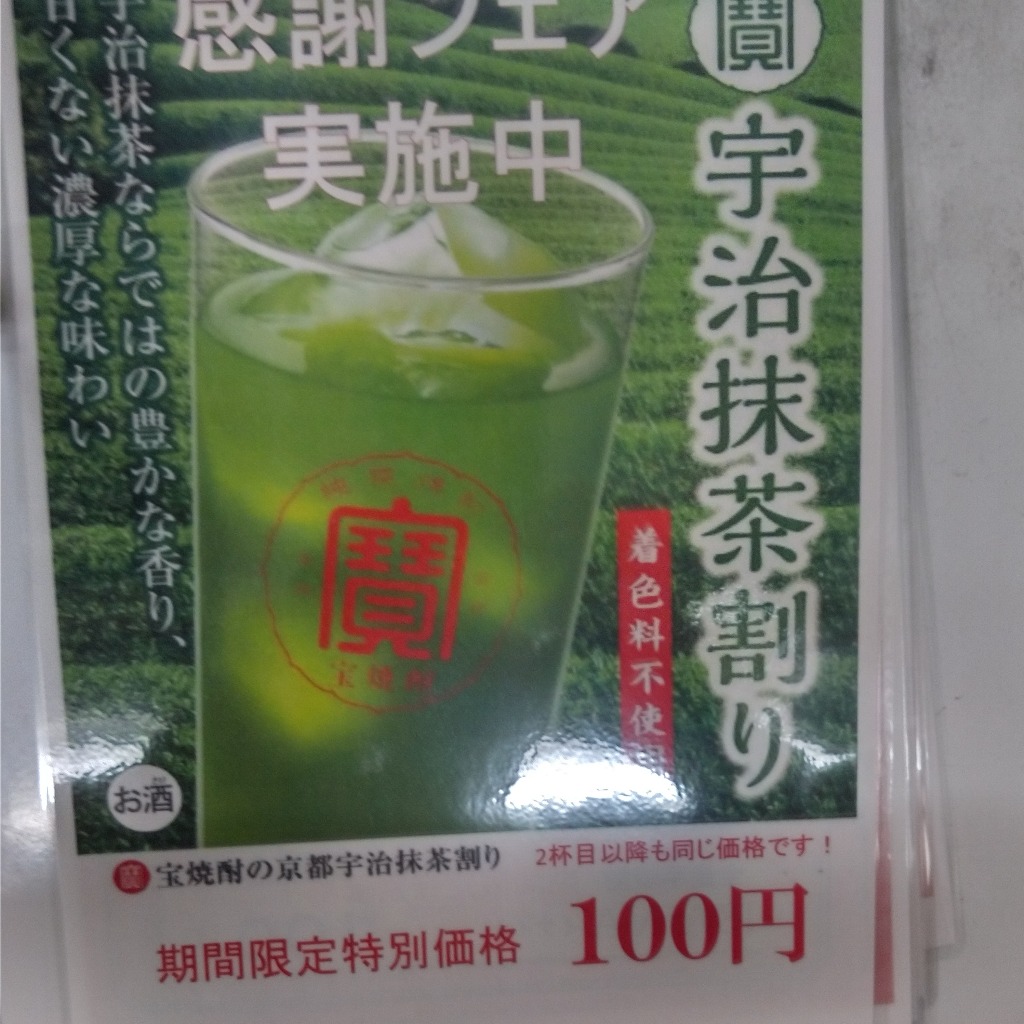 感謝フェア
実施中
寶
宇治抹茶割り
宇治抹茶ならではの豊かな香り、
甘くない濃厚な味わい
着色料不使用
寶
宝焼酎
お酒
宝焼酎の京都宇治抹茶割り
2杯目以降も同じ価格です！
期間限定特別価格 100円